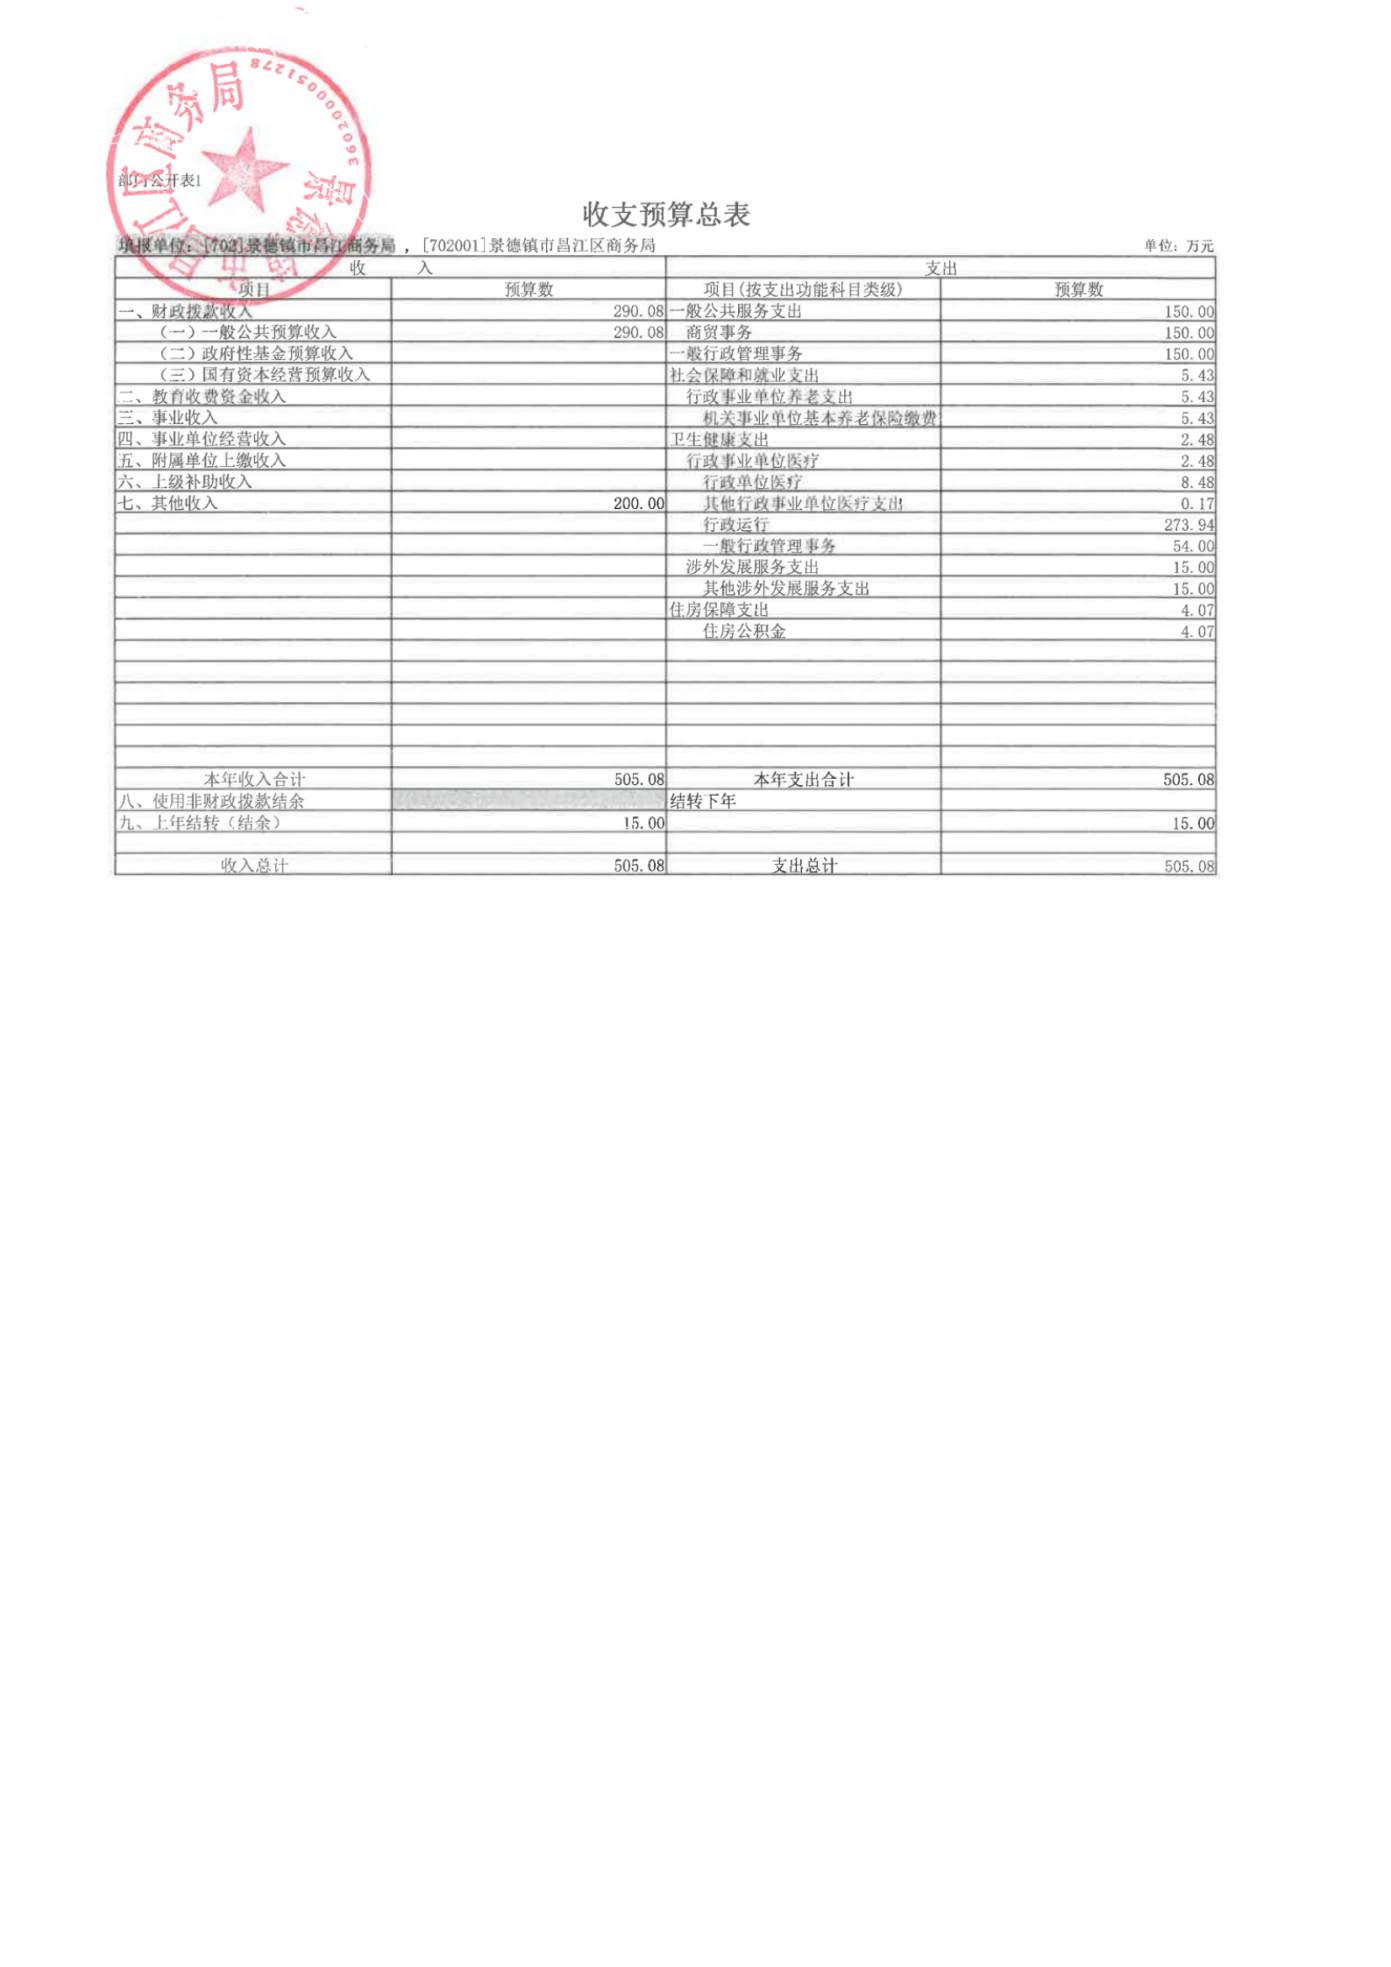 景德镇市昌江区商务局
3602000051278
部门公开表1
收支预算总表
填报单位：[702]景德镇市昌江商务局 ，[702001]景德镇市昌江区商务局 单位：万元
收 入 支出
项目 预算数 项目(按支出功能科目类级) 预算数
一、财政拨款收入 290.08 一般公共服务支出 150.00
（一）一般公共预算收入 290.08 商贸事务 150.00
（二）政府性基金预算收入 一般行政管理事务 150.00
（三）国有资本经营预算收入 社会保障和就业支出 5.43
二、教育收费资金收入 行政事业单位养老支出 5.43
三、事业收入 机关事业单位基本养老保险缴费 5.43
四、事业单位经营收入 卫生健康支出 2.48
五、附属单位上缴收入 行政事业单位医疗 2.48
六、上级补助收入 行政单位医疗 8.48
七、其他收入 200.00 其他行政事业单位医疗支出 0.17
行政运行 273.94
一般行政管理事务 54.00
涉外发展服务支出 15.00
其他涉外发展服务支出 15.00
住房保障支出 4.07
住房公积金 4.07
本年收入合计 505.08 本年支出合计 505.08
八、使用非财政拨款结余 结转下年
九、上年结转（结余） 15.00 15.00
收入总计 505.08 支出总计 505.08